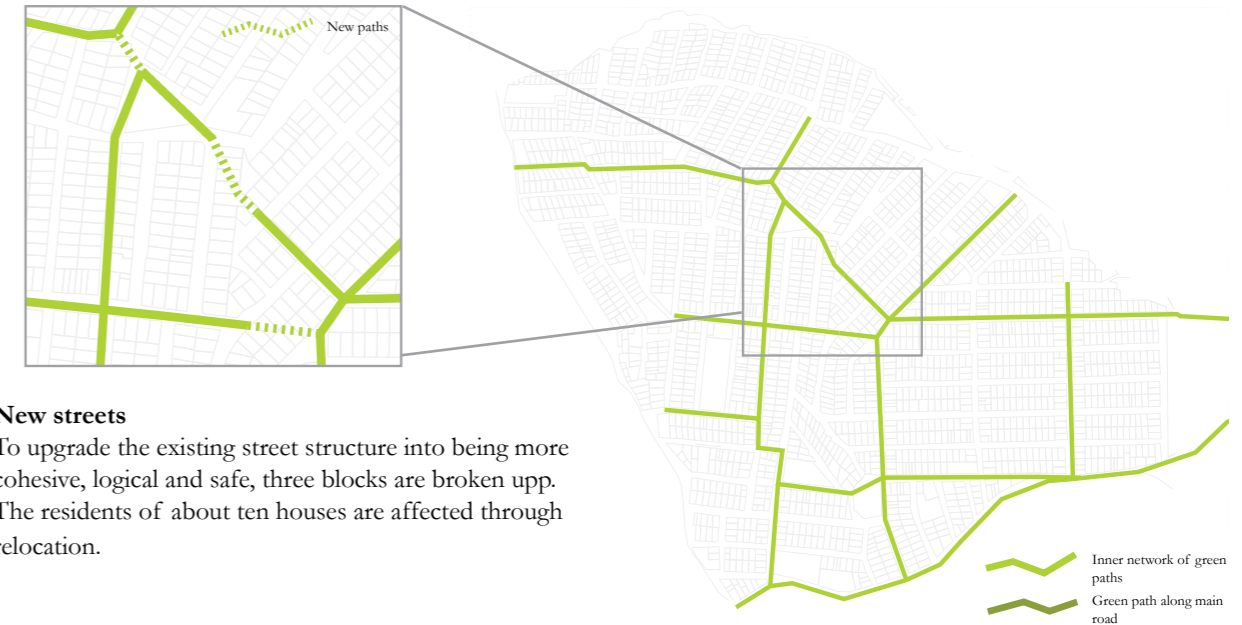 New paths
New streets
To upgrade the existing street structure into being more
cohesive, logical and safe, three blocks are broken upp.
The residents of about ten houses are affected through
relocation.
Inner network of green
paths
Green path along main
road